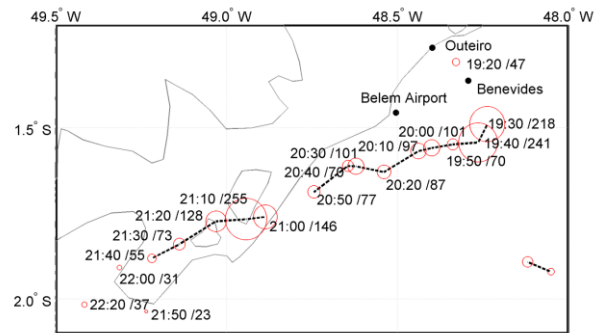 49.5° W
49.0° W
48.5° W
48.0° W
Outeiro
19:20 /47
Benevides
Belem Airport
1.5° S
19:30 /218
20:00 /101
19:40 /241
20:10 /97
19:50 /70
20:30 /101
20:40 /70
20:20 /87
20:50 /77
21:10 /255
21:20 /128
21:00 /146
21:30 /73
21:40 /55
22:00 /31
2.0° S
22:20 /37
21:50 /23